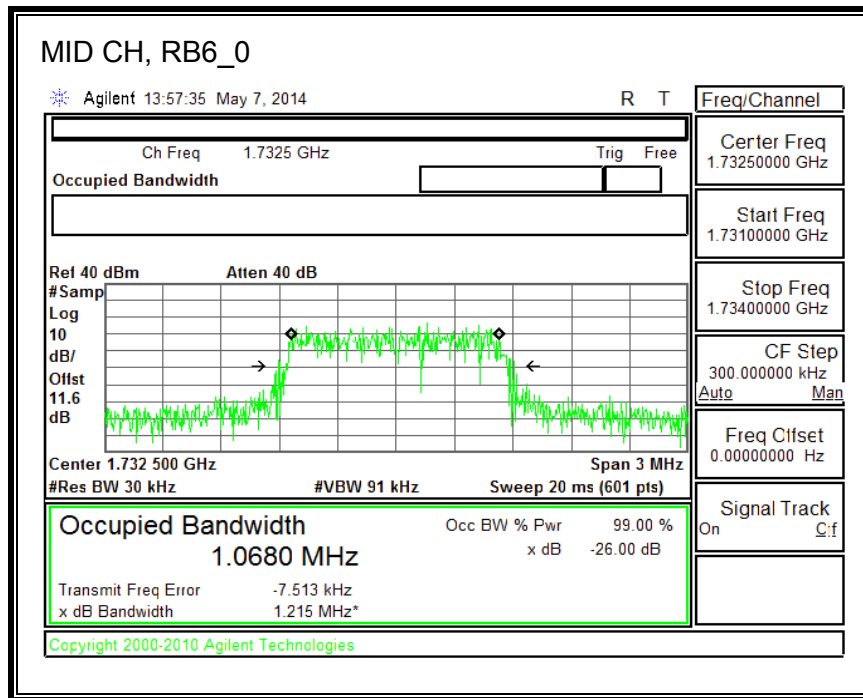 MID CH, RB6_0
Agilent 13:57:35 May 7, 2014 R T
Freq/Channel
Ch Freq 1.7325 GHz Trig Free
Occupied Bandwidth
Center Freq
1.73250000 GHz
Start Freq
1.73100000 GHz
Stop Freq
1.73400000 GHz
CF Step
300.000000 kHz
Auto Man
Freq Offset
0.00000000 Hz
Signal Track
On Off
Ref 40 dBm Atten 40 dB
#Samp
Log
10
dB/
Offst
11.6
dB
Center 1.732 500 GHz Span 3 MHz
#Res BW 30 kHz #VBW 91 kHz Sweep 20 ms (601 pts)
Occupied Bandwidth
1.0680 MHz
Occ BW % Pwr 99.00 %
x dB -26.00 dB
Transmit Freq Error -7.513 kHz
x dB Bandwidth 1.215 MHz*
Copyright 2000-2010 Agilent Technologies